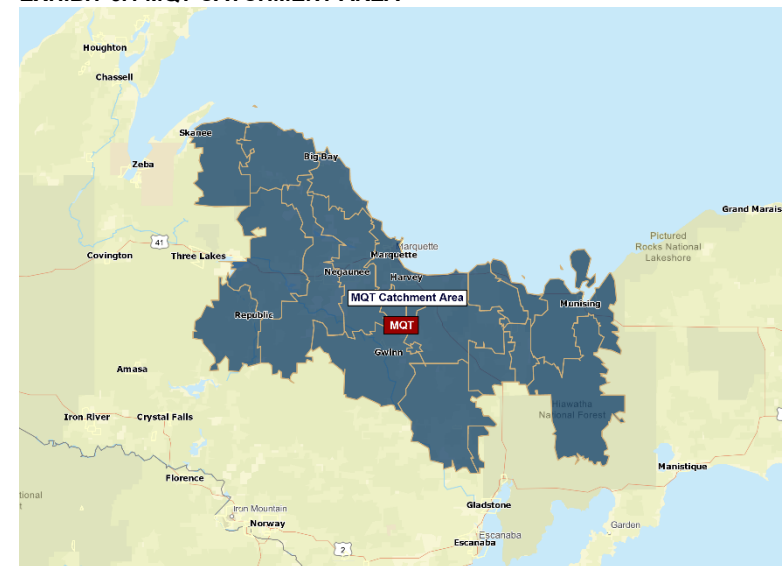 Houghton
Chassell
Skanee
Big Bay
Zeba
Grand Marais
Pictured
Rocks National
Lakeshore
41
Marquette
Covington
Three Lakes
Marquette
Negaunee
Harvey
MQT Catchment Area
Munising
Republic
MQT
Gwinn
Amasa
Hiawatha
National Forest
Iron River
Crystal Falls
Manistique
Florence
tional
t
Iron Mountain
Gladstone
Norway
Garden
Escanaba
Escanaba
2